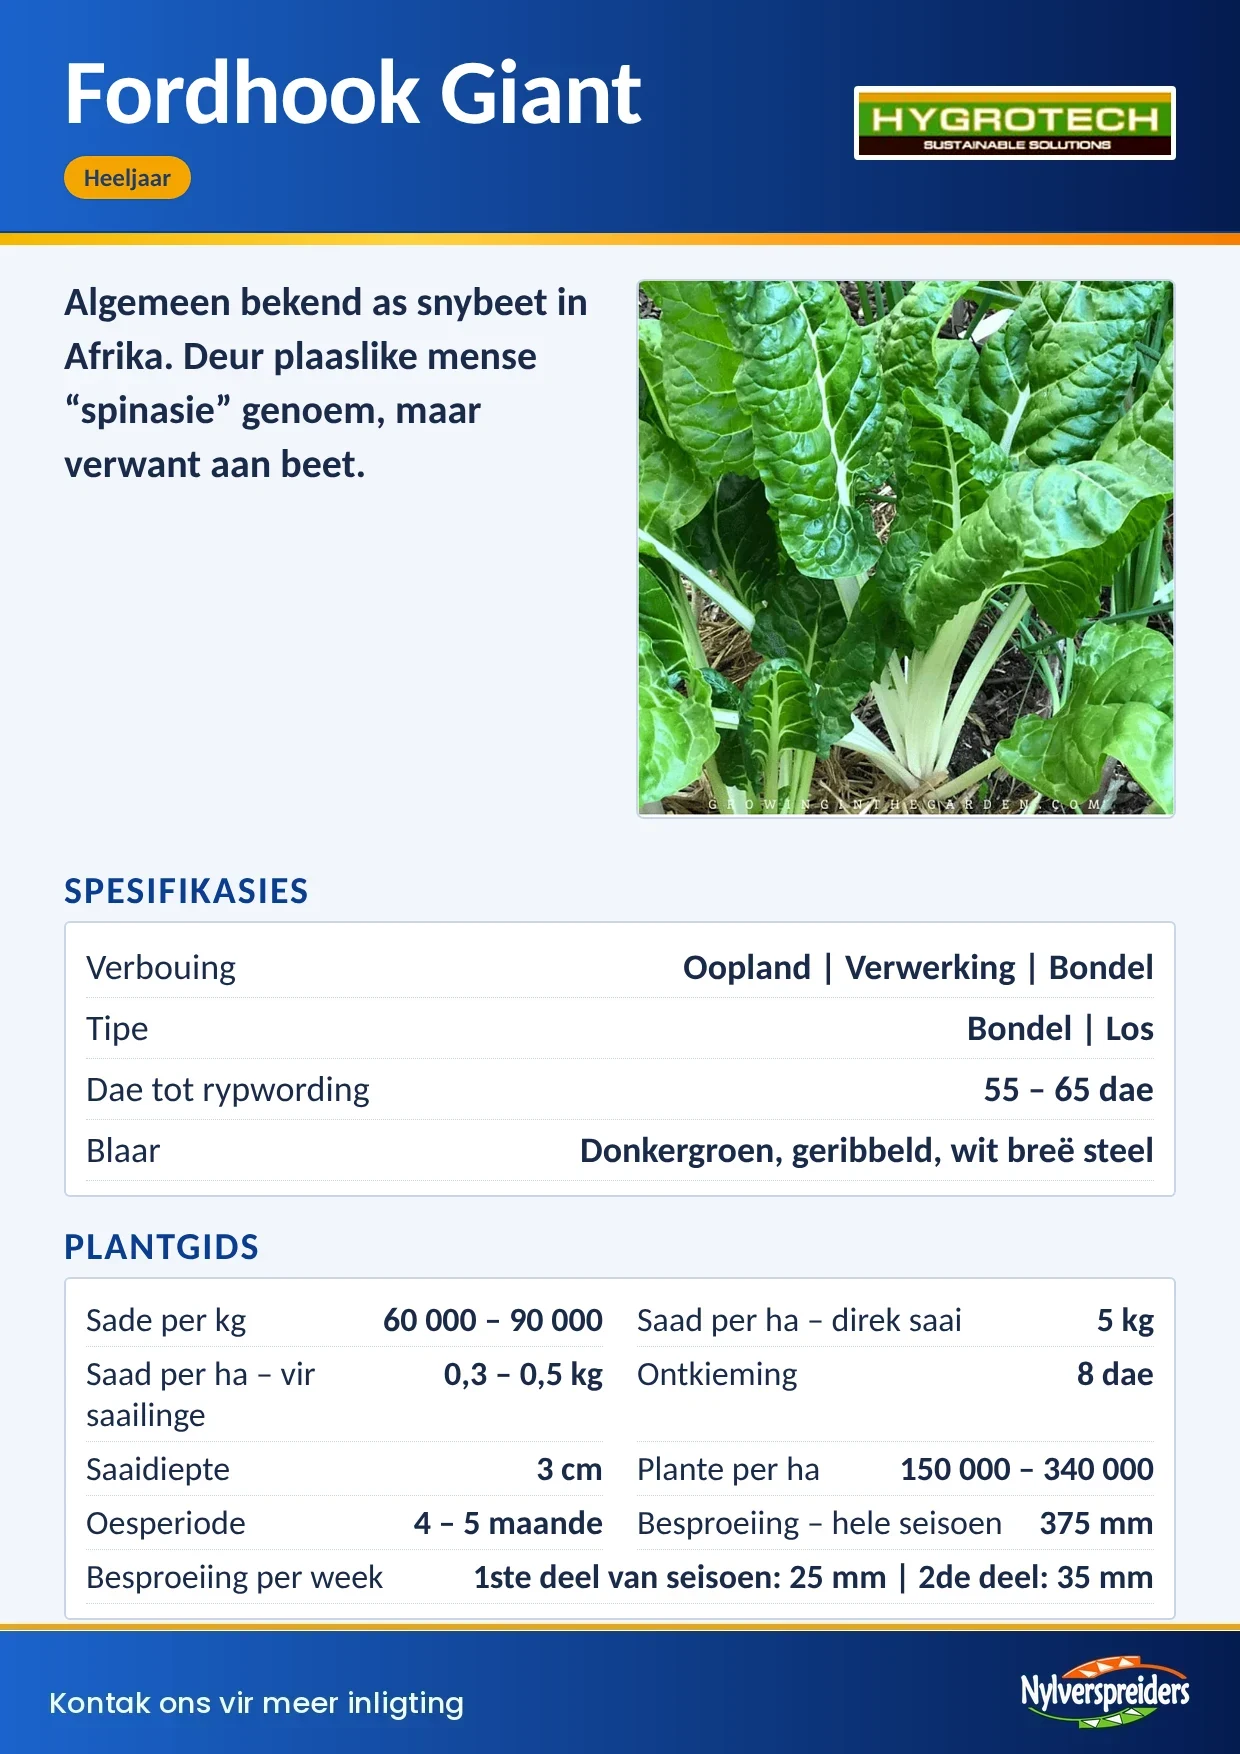 Fordhook Giant
Heeljaar
HYGROTECH
SUSTAINABLE SOLUTIONS
Algemeen bekend as snybeet in
Afrika. Deur plaaslike mense
“spinasie” genoem, maar
verwant aan beet.
GROWINGINTHEGARDEN.COM
SPESIFIKASIES
Verbouing Oopland | Verwerking | Bondel
Tipe Bondel | Los
Dae tot rypwording 55 – 65 dae
Blaar Donkergroen, geribbeld, wit breë steel
PLANTGIDS
Sade per kg 60 000 – 90 000 Saad per ha – direk saai 5 kg
Saad per ha – vir 0,3 – 0,5 kg Ontkieming 8 dae
saailinge
Saaidiepte 3 cm Plante per ha 150 000 – 340 000
Oesperiode 4 – 5 maande Besproeiing – hele seisoen 375 mm
Besproeiing per week 1ste deel van seisoen: 25 mm | 2de deel: 35 mm
Kontak ons vir meer inligting
Nylverspreiders